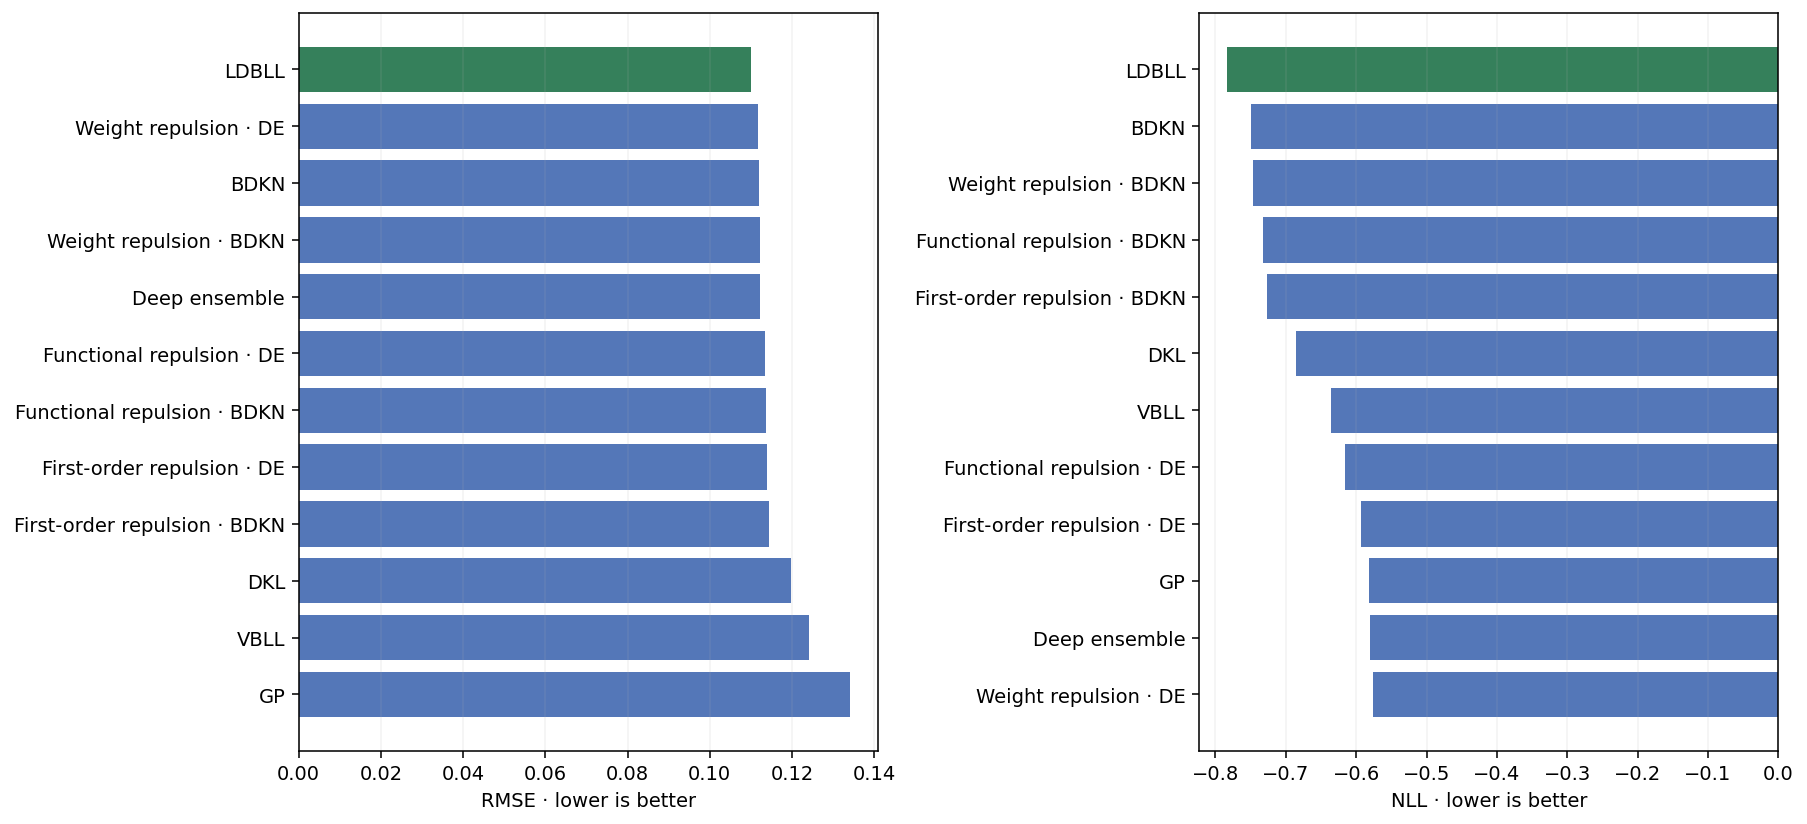 LDBLL
Weight repulsion · DE
BDKN
Weight repulsion · BDKN
Deep ensemble
Functional repulsion · DE
Functional repulsion · BDKN
First-order repulsion · DE
First-order repulsion · BDKN
DKL
VBLL
GP
0.00 0.02 0.04 0.06 0.08 0.10 0.12 0.14
RMSE · lower is better
LDBLL
BDKN
Weight repulsion · BDKN
Functional repulsion · BDKN
First-order repulsion · BDKN
DKL
VBLL
Functional repulsion · DE
First-order repulsion · DE
GP
Deep ensemble
Weight repulsion · DE
−0.8 −0.7 −0.6 −0.5 −0.4 −0.3 −0.2 −0.1 0.0
NLL · lower is better